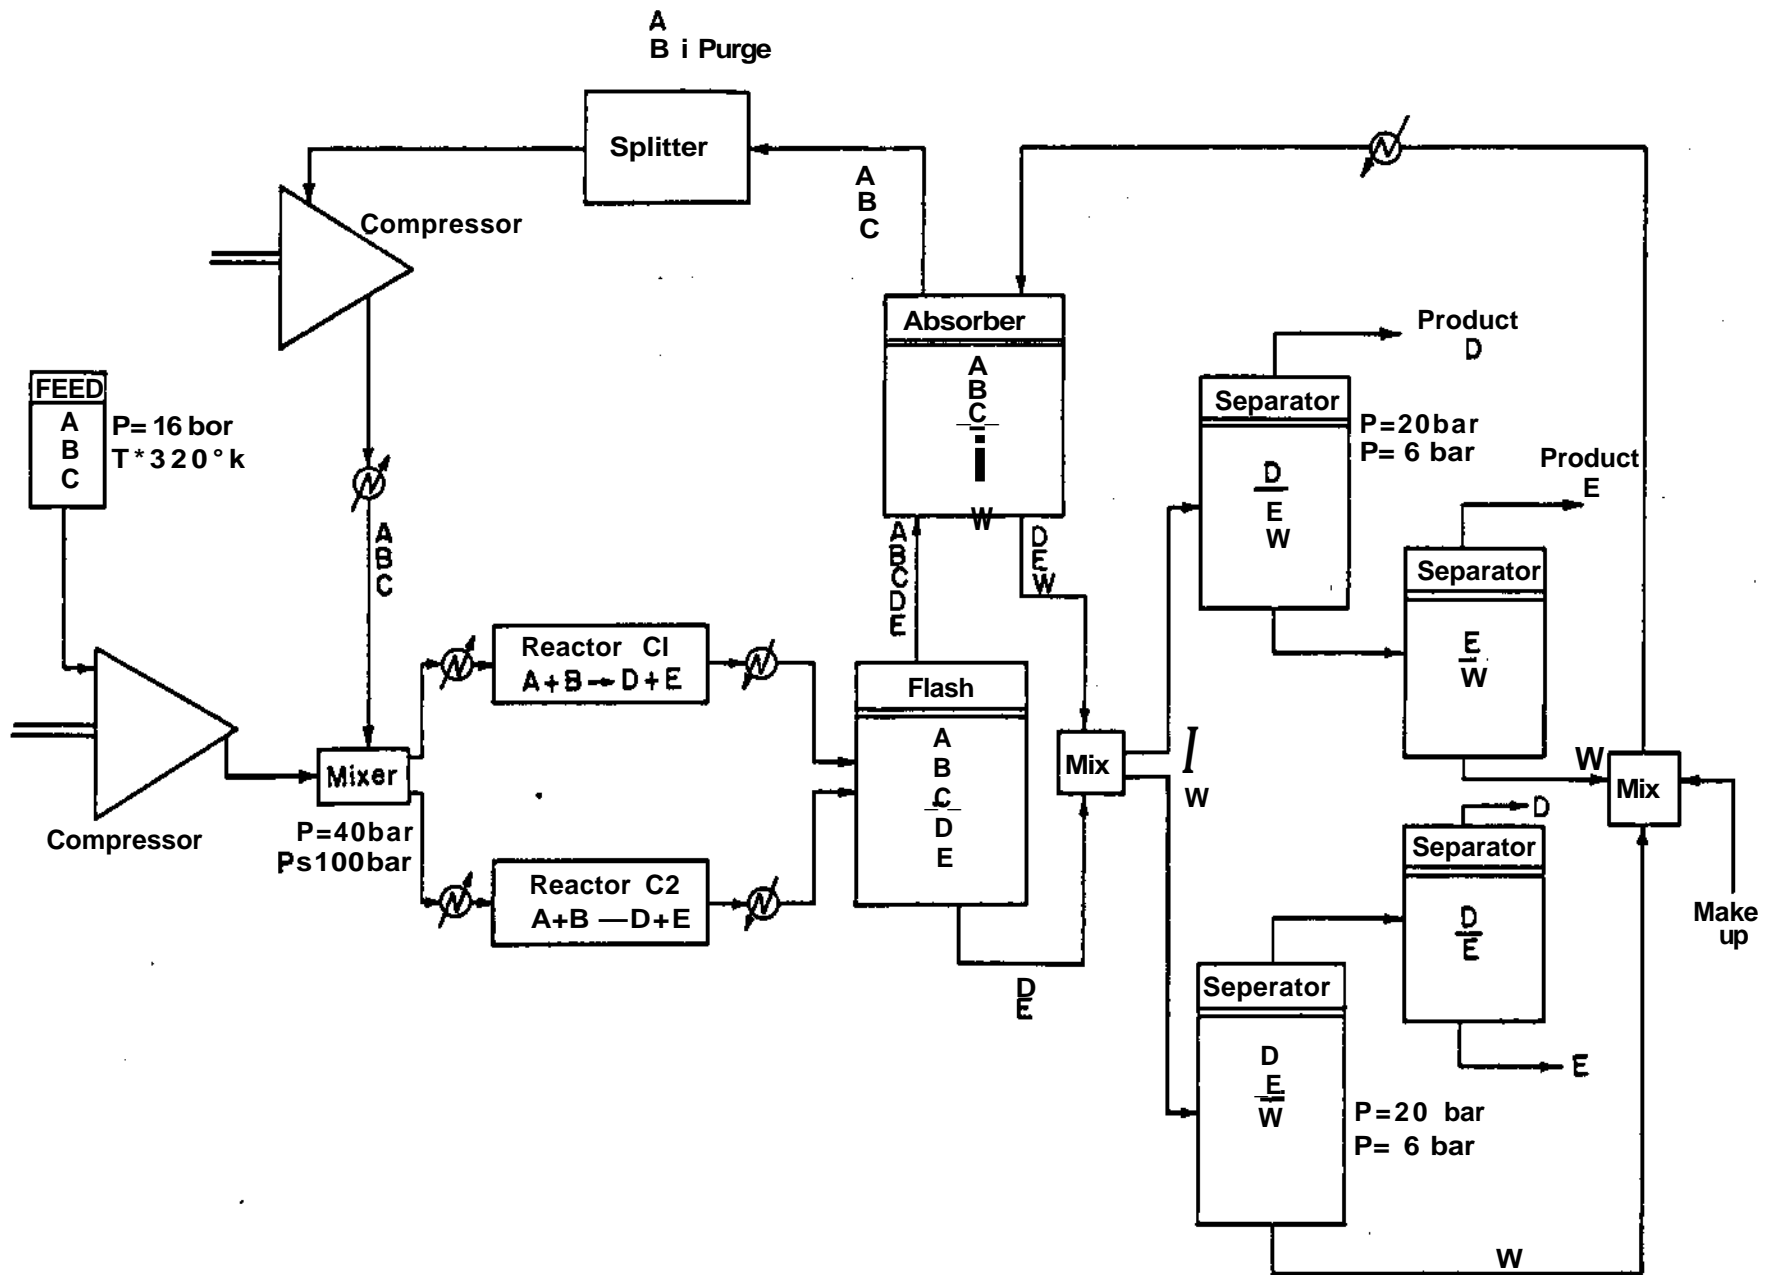 A
B i Purge
Splitter
Compressor
A
B
C
Absorber
A
B
C
W
Product
D
Separator
P=20bar
P= 6 bar
D
E
W
Product
E
Separator
E
W
FEED
A
B
C
P= 16 bor
T*320°k
A
B
C
A
B
C
D
E
D
E
W
Reactor C1
A+B→D+E
Flash
A
B
C
D
E
Mixer
P=40bar
Ps100bar
Compressor
Reactor C2
A+B —D+E
Mix
I
W
W
Mix
D
Separator
D
E
Make
up
D
E
E
Seperator
D
E
W
P=20 bar
P= 6 bar
W